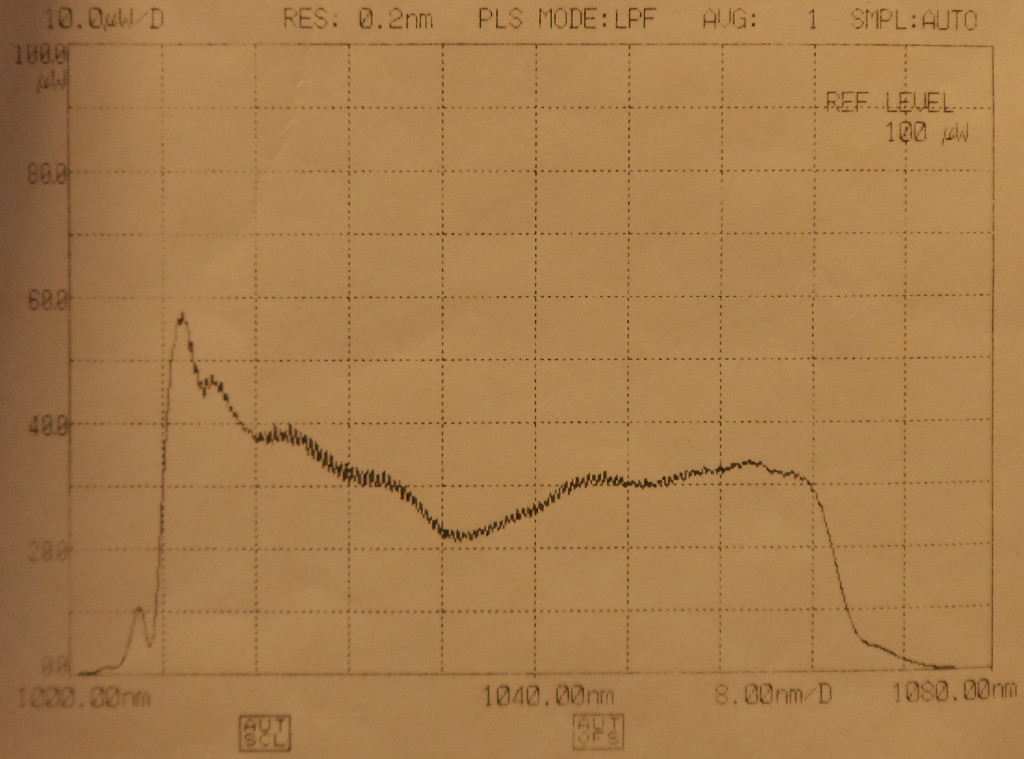 10.0μW/D RES: 0.2nm PLS MODE:LPF AVG: 1 SMPL:AUTO
100.0
μW
REF LEVEL
100 μW
80.0
60.0
40.0
20.0
0.0
1000.00nm 1040.00nm 8.00nm/D 1080.00nm
AUT AUT
SCL OFS